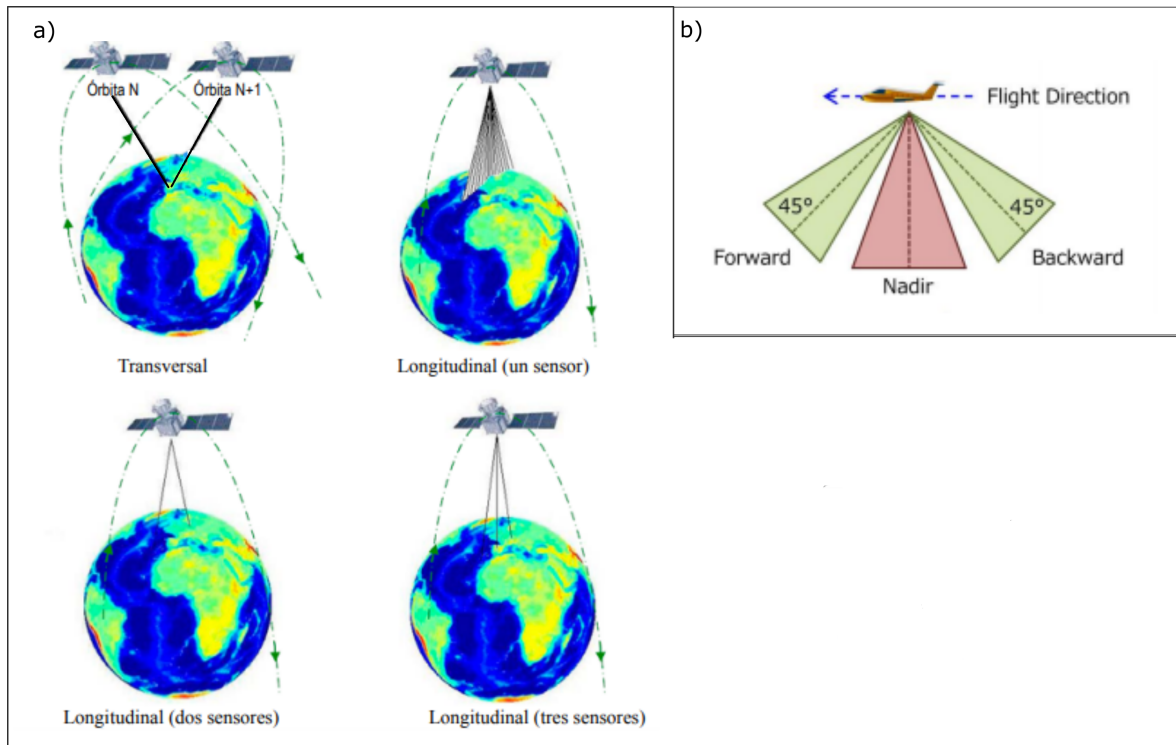 a)
Órbita N
Órbita N+1
Transversal
Longitudinal (un sensor)
Longitudinal (dos sensores)
Longitudinal (tres sensores)
b)
Flight Direction
45°
45°
Forward
Backward
Nadir